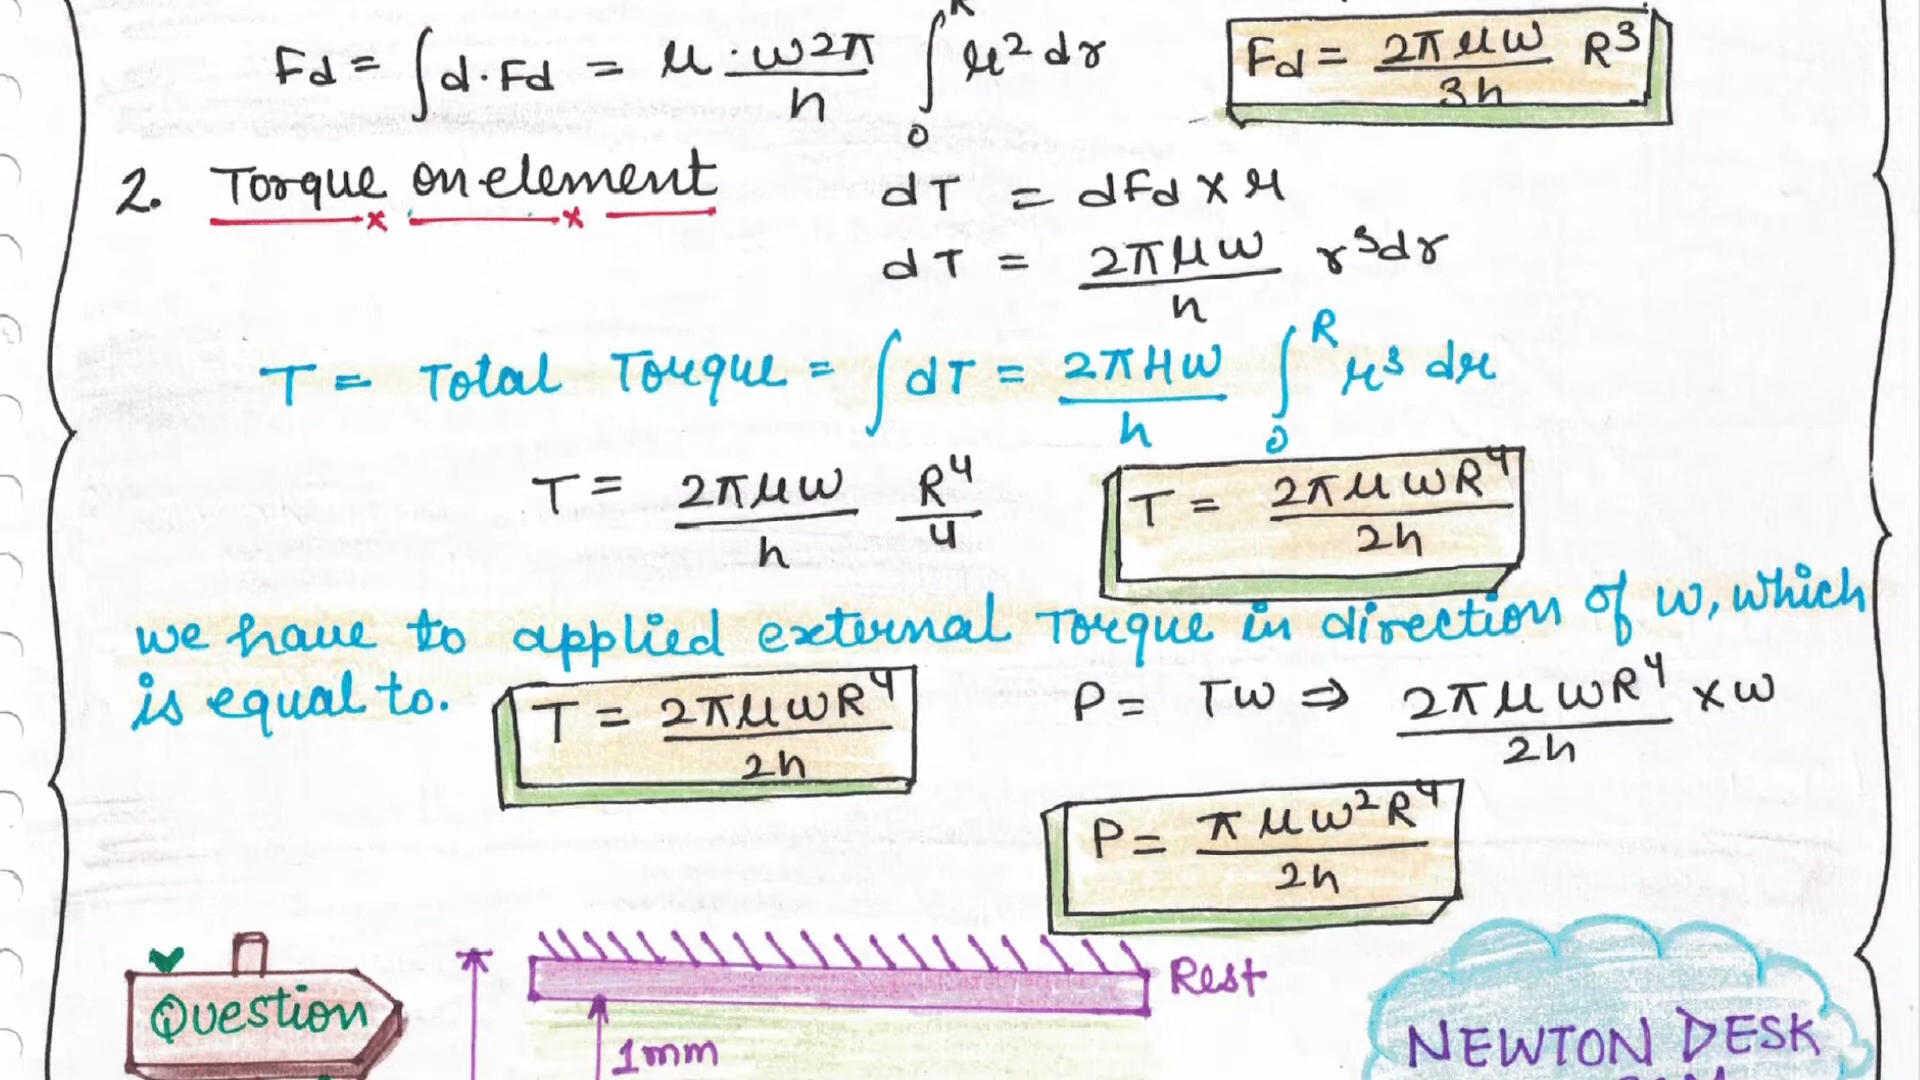 Fd = ∫d.Fd = μ.ω2π/h ∫₀ᴿ r² dr    Fd = 2πμω/3h R³
2. Torque on element    dT = dFd × r
dT = 2πμω/h r³dr
T = Total Torque = ∫dT = 2πμω/h ∫₀ᴿ r³ dr
T = 2πμω/h R⁴/4    T = 2πμωR⁴/2h
we have to applied external Torque in direction of ω, which
is equal to. T = 2πμωR⁴/2h    P = Tω ⇒ 2πμωR⁴/2h × ω
P = πμω²R⁴/2h
Rest
Question
1mm
NEWTON DESK